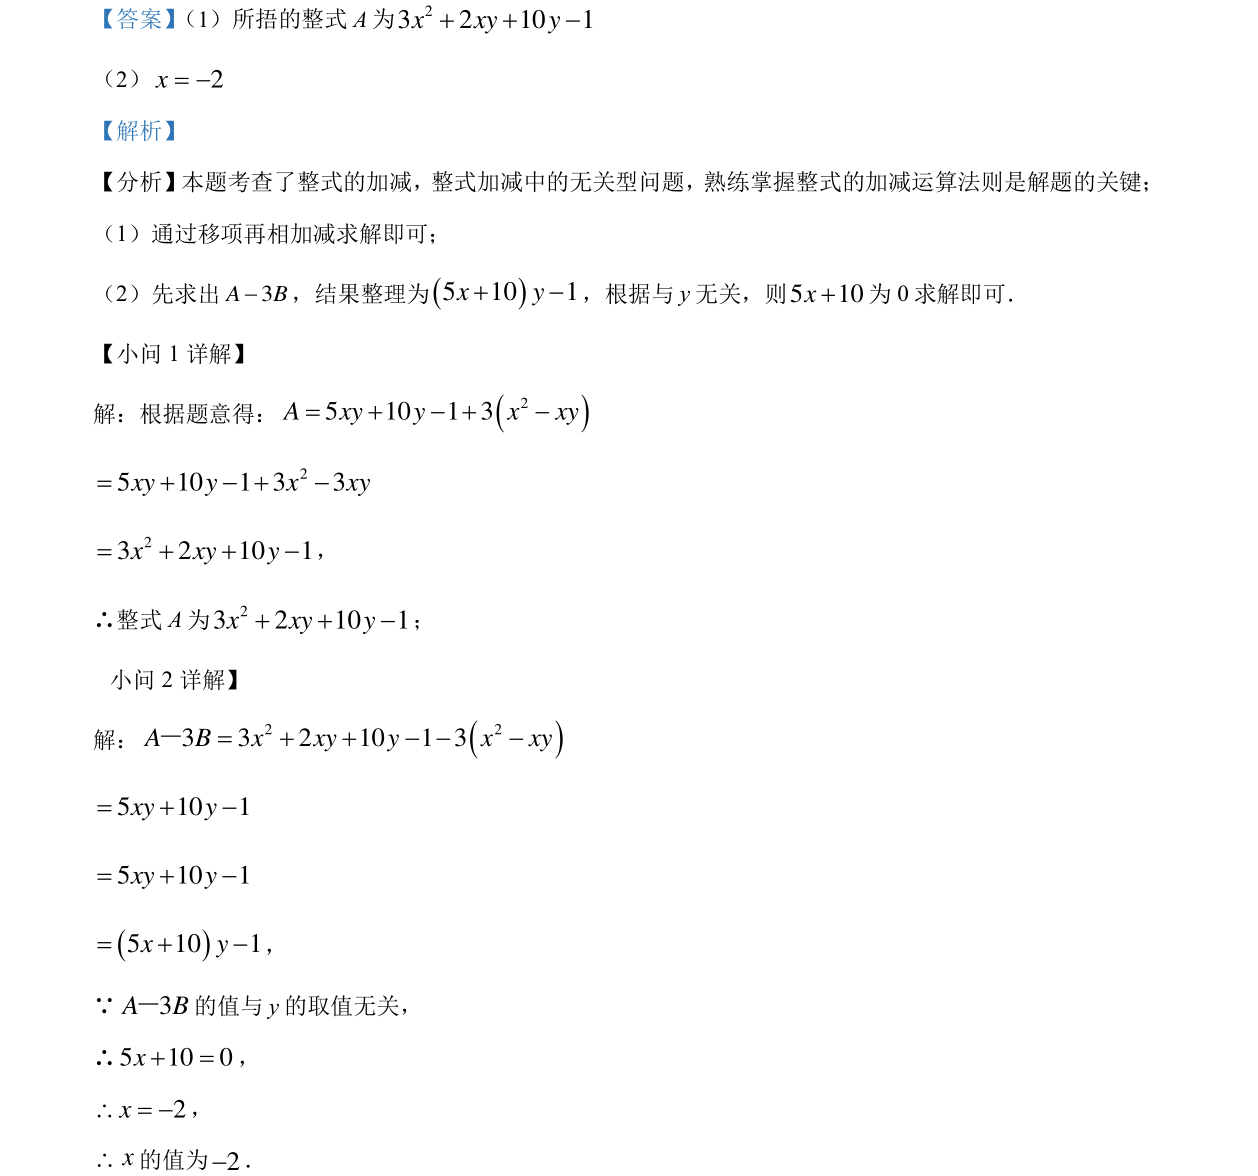 【答案】（1）所捂的整式 A 为 3x² + 2xy + 10y − 1
（2） x = −2
【解析】
【分析】本题考查了整式的加减，整式加减中的无关型问题，熟练掌握整式的加减运算法则是解题的关键；
（1）通过移项再相加减求解即可；
（2）先求出 A − 3B，结果整理为 (5x + 10) y − 1，根据与 y 无关，则 5x + 10 为 0 求解即可．
【小问 1 详解】
解：根据题意得： A = 5xy + 10y − 1 + 3(x² − xy)
= 5xy + 10y − 1 + 3x² − 3xy
= 3x² + 2xy + 10y − 1，
∴整式 A 为 3x² + 2xy + 10y − 1；
小问 2 详解】
解： A—3B = 3x² + 2xy + 10y − 1 − 3(x² − xy)
= 5xy + 10y − 1
= 5xy + 10y − 1
= (5x + 10) y − 1，
∵ A—3B 的值与 y 的取值无关，
∴ 5x + 10 = 0，
∴ x = −2，
∴ x 的值为 −2．